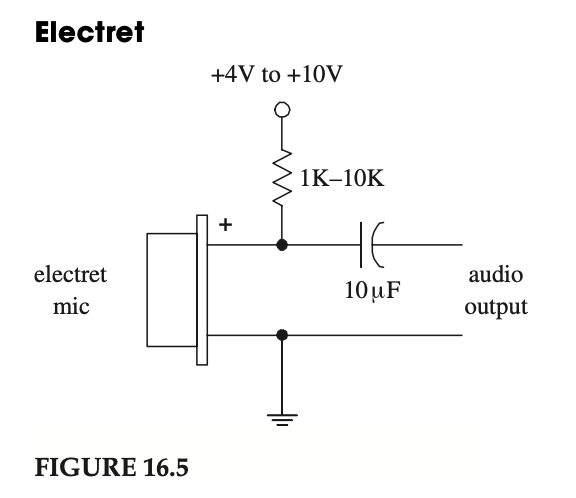 Electret
+4V to +10V
1K–10K
+
electret
mic
10μF
audio
output
FIGURE 16.5